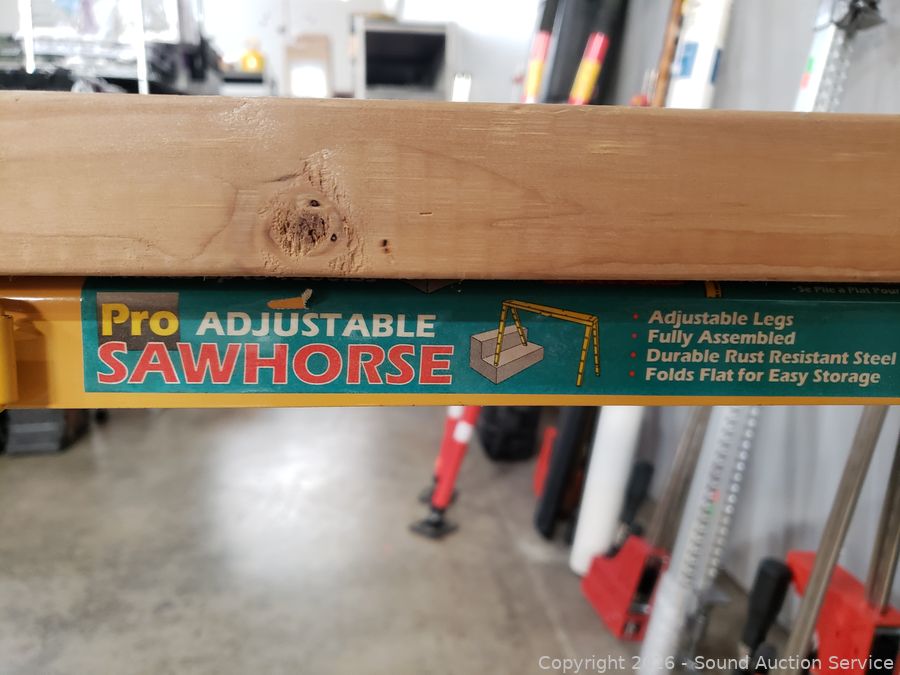 Pro ADJUSTABLE
SAWHORSE
• Adjustable Legs
• Fully Assembled
• Durable Rust Resistant Steel
• Folds Flat for Easy Storage
Copyright 2026 - Sound Auction Service